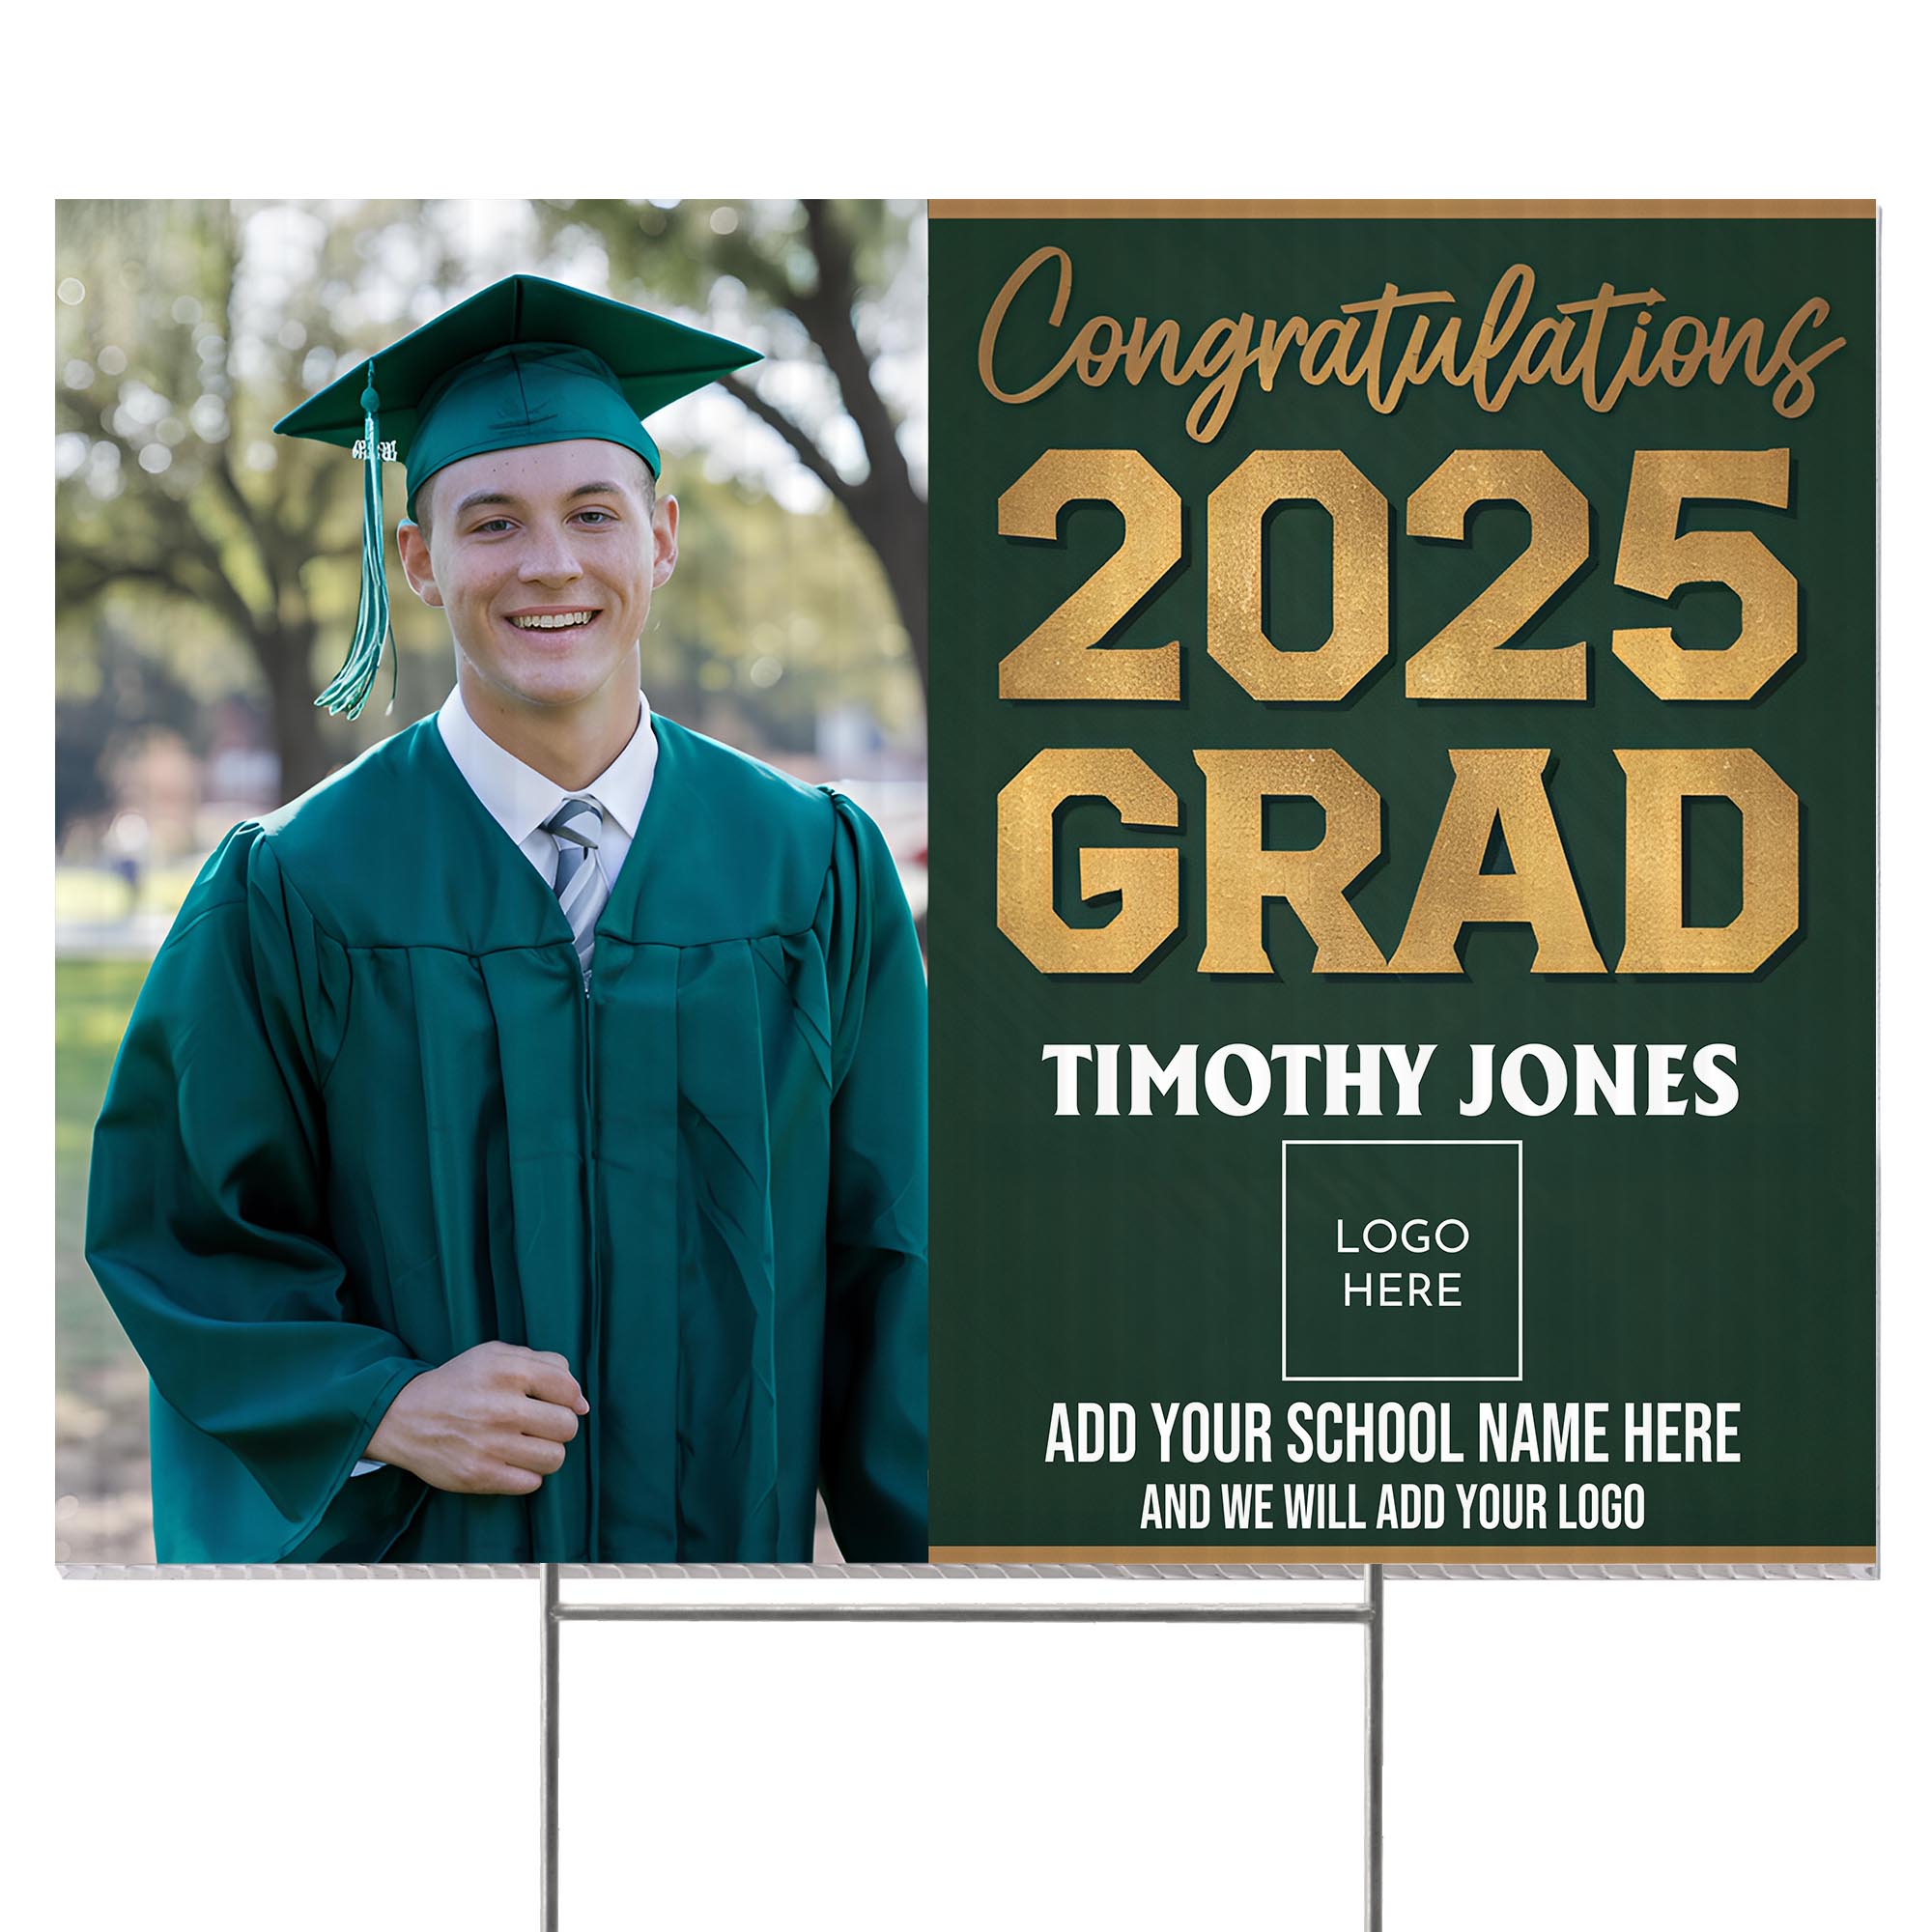 Congratulations
2025
GRAD
TIMOTHY JONES
LOGO
HERE
ADD YOUR SCHOOL NAME HERE
AND WE WILL ADD YOUR LOGO